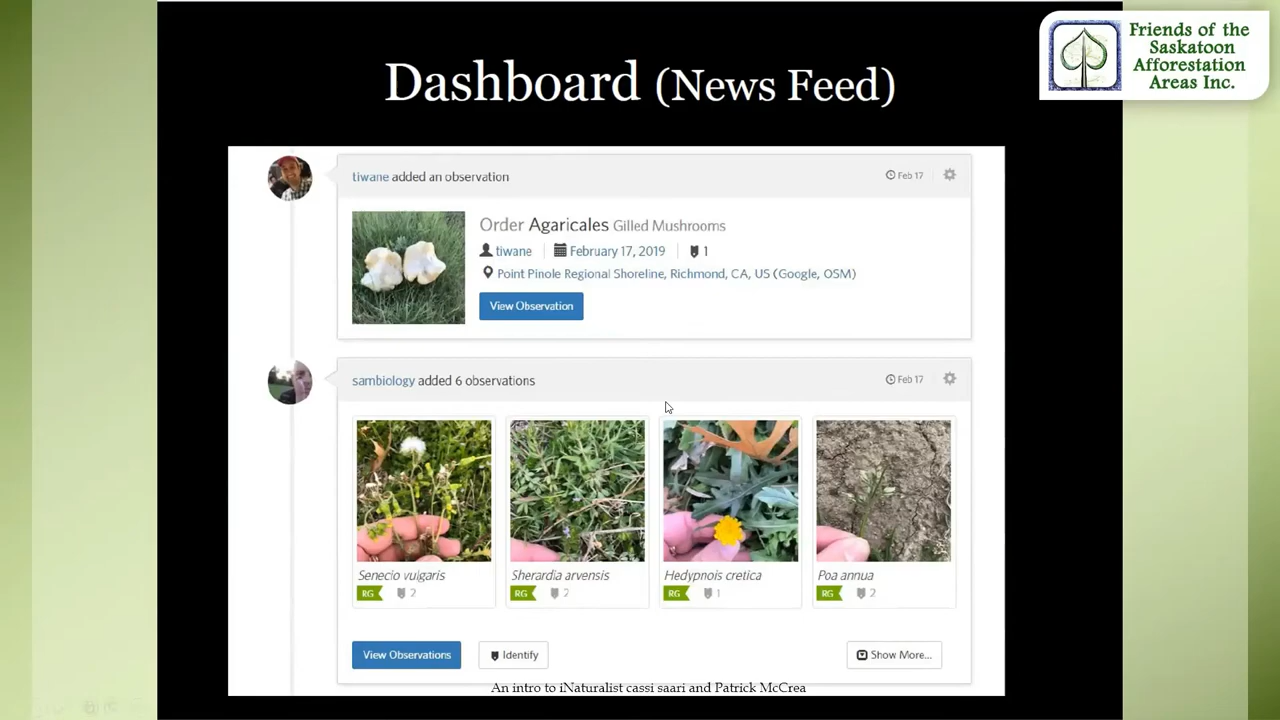 Friends of the
Saskatoon
Afforestation
Areas Inc.
Dashboard (News Feed)
tiwane added an observation
Feb 17
Order Agaricales Gilled Mushrooms
tiwane
February 17, 2019
1
Point Pinole Regional Shoreline, Richmond, CA, US (Google, OSM)
View Observation
sambiology added 6 observations
Feb 17
Senecio vulgaris
RG 2
Sherardia arvensis
RG 2
Hedypnois cretica
RG 1
Poa annua
RG 2
View Observations
Identify
Show More...
An intro to iNaturalist cassi saari and Patrick McCrea